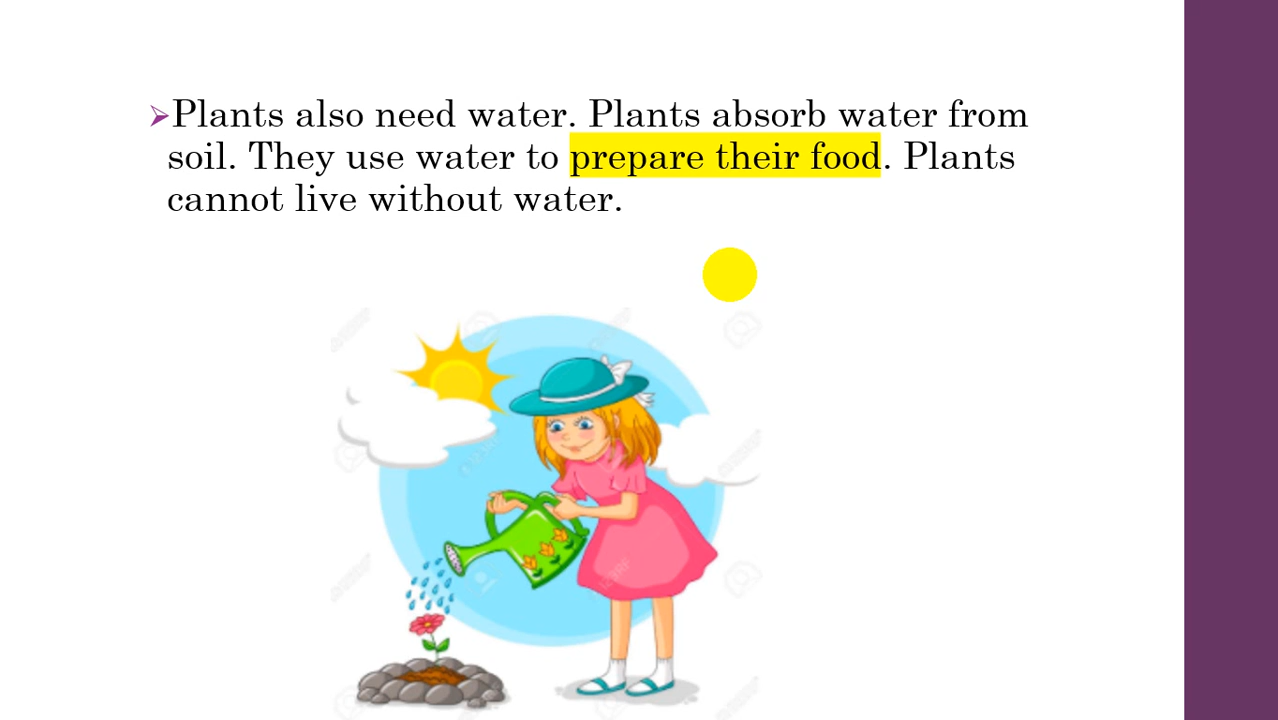 Plants also need water. Plants absorb water from
soil. They use water to prepare their food. Plants
cannot live without water.